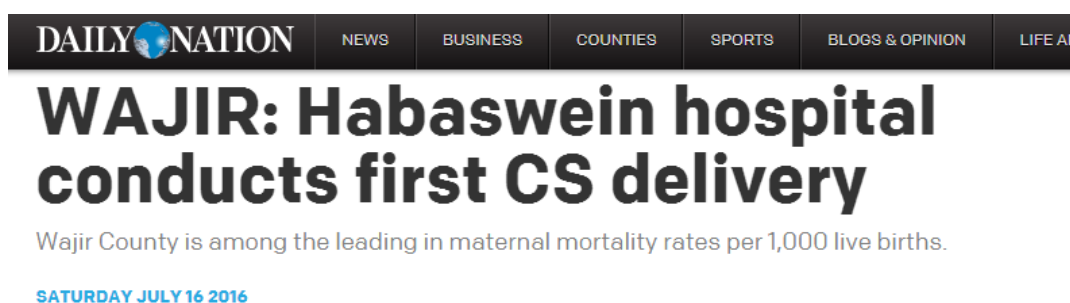 DAILY NATION NEWS BUSINESS COUNTIES SPORTS BLOGS & OPINION LIFE
WAJIR: Habaswein hospital
conducts first CS delivery
Wajir County is among the leading in maternal mortality rates per 1,000 live births.
SATURDAY JULY 16 2016